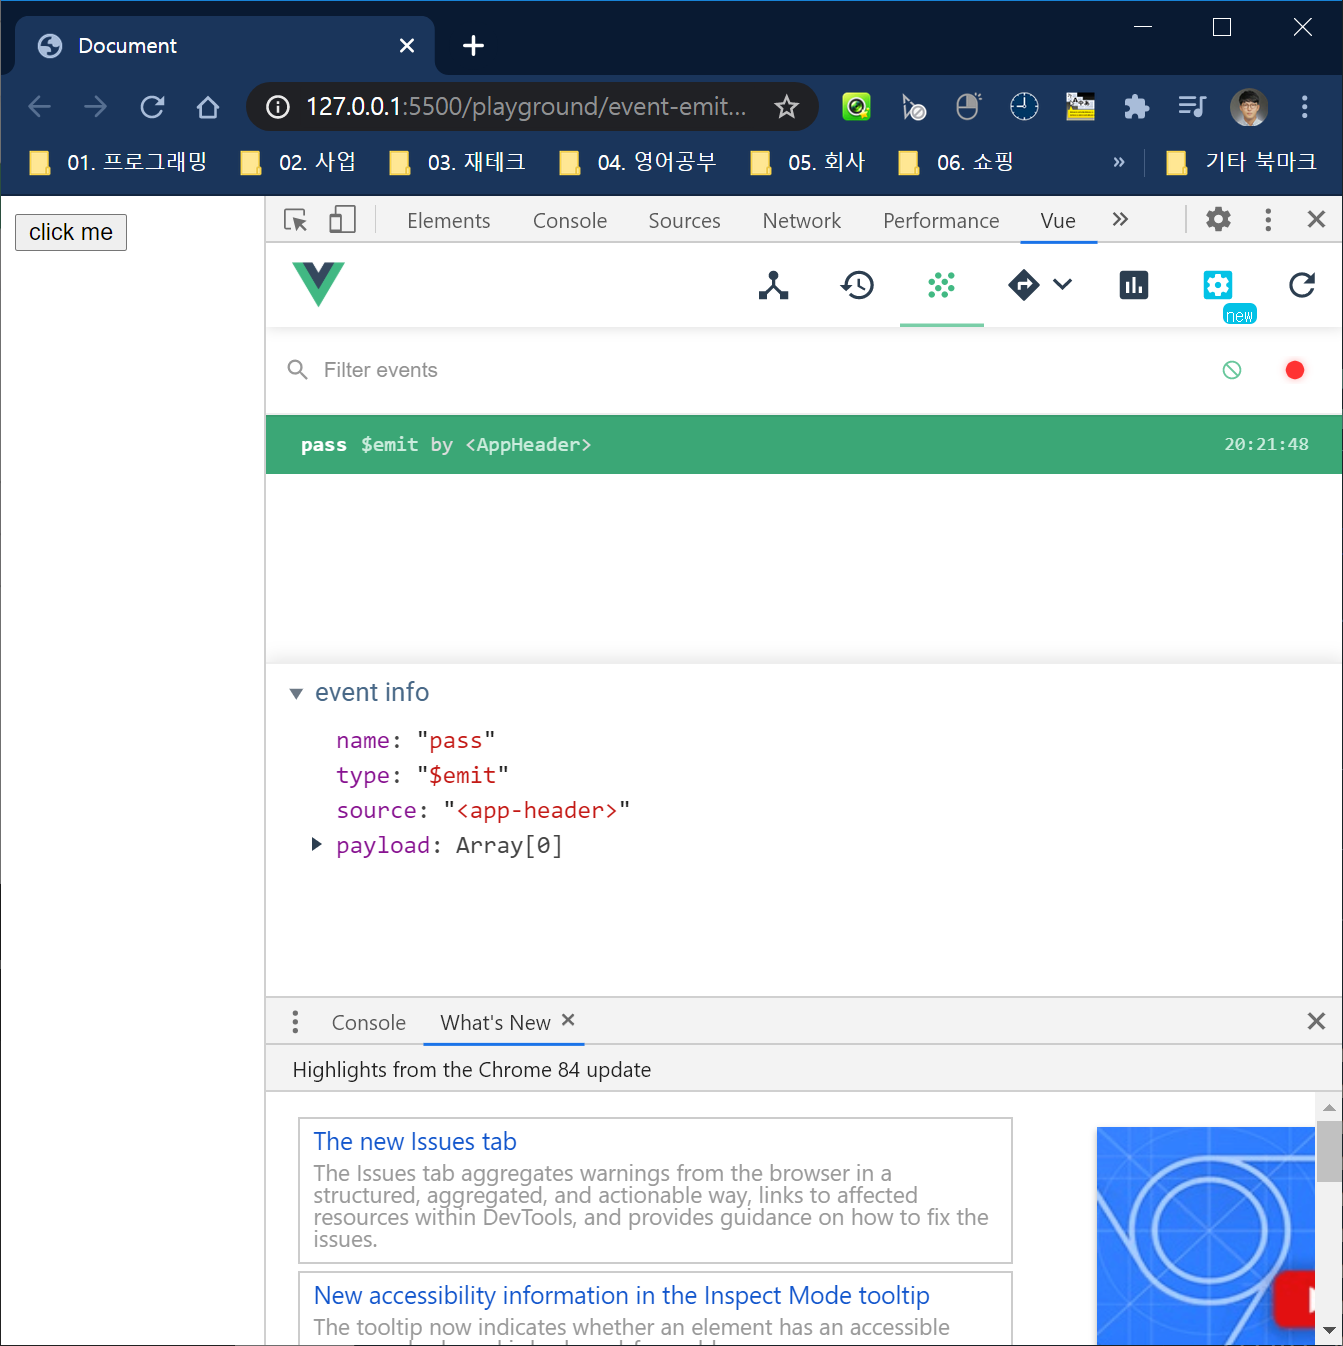 Document
127.0.0.1:5500/playground/event-emit...
01. 프로그래밍
02. 사업
03. 재테크
04. 영어공부
05. 회사
06. 쇼핑
»
기타 북마크
click me
Elements
Console
Sources
Network
Performance
Vue
new
Filter events
pass $emit by <AppHeader>
20:21:48
event info
name: "pass"
type: "$emit"
source: "<app-header>"
payload: Array[0]
Console
What's New
Highlights from the Chrome 84 update
The new Issues tab
The Issues tab aggregates warnings from the browser in a
structured, aggregated, and actionable way, links to affected
resources within DevTools, and provides guidance on how to fix the
issues.
New accessibility information in the Inspect Mode tooltip
The tooltip now indicates whether an element has an accessible